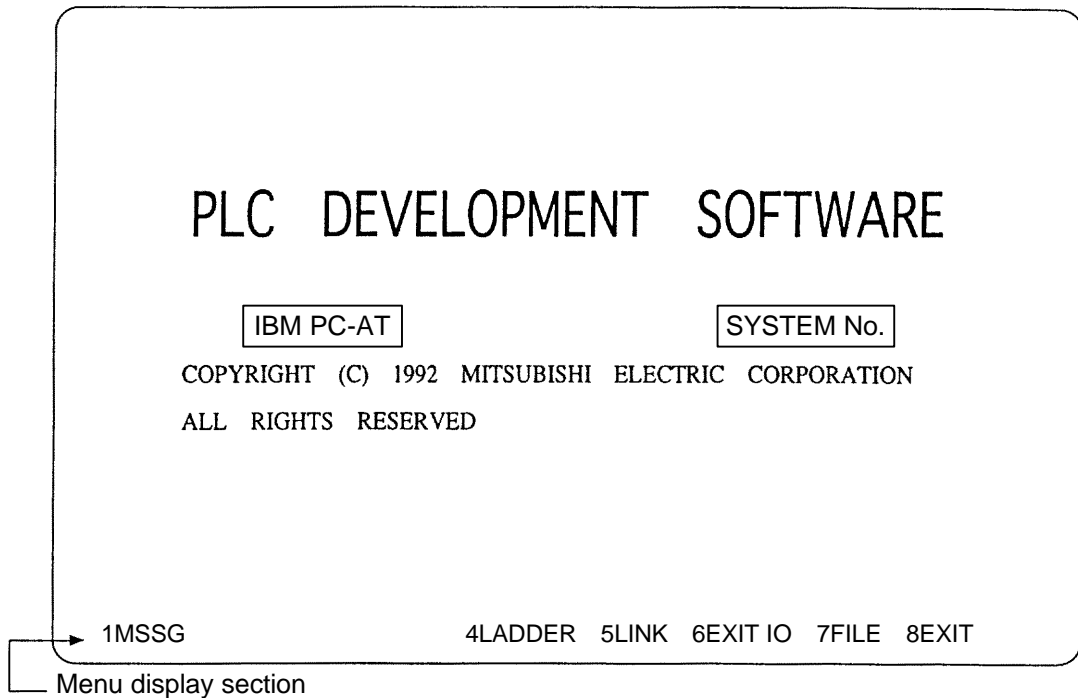 PLC DEVELOPMENT SOFTWARE
IBM PC-AT SYSTEM No.
COPYRIGHT (C) 1992 MITSUBISHI ELECTRIC CORPORATION
ALL RIGHTS RESERVED
1MSSG 4LADDER 5LINK 6EXIT IO 7FILE 8EXIT
Menu display section